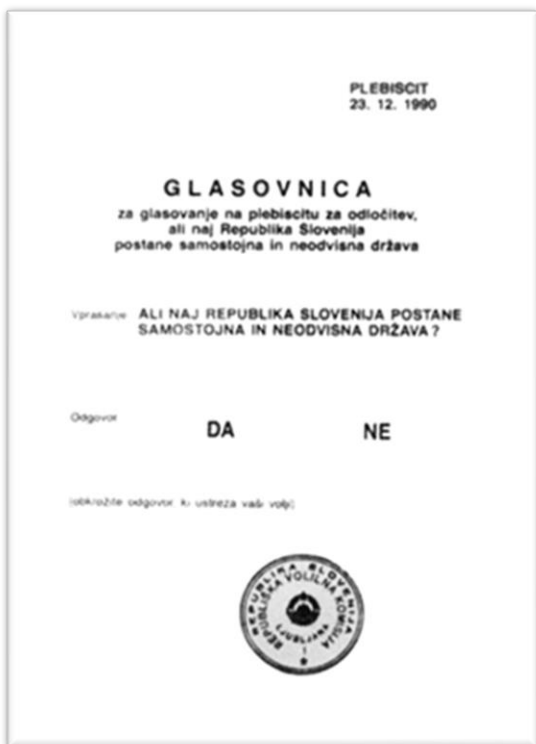 PLEBISCIT
23. 12. 1990
GLASOVNICA
za glasovanje na plebiscitu za odločitev,
ali naj Republika Slovenija
postane samostojna in neodvisna država
Vprašanje ALI NAJ REPUBLIKA SLOVENIJA POSTANE
SAMOSTOJNA IN NEODVISNA DRŽAVA?
Odgovor
DA NE
(obkrožite odgovor, ki ustreza vaši volji)
REPUBLIKA SLOVENIJA
REPUBLIŠKA VOLILNA KOMISIJA
LJUBLJANA
1